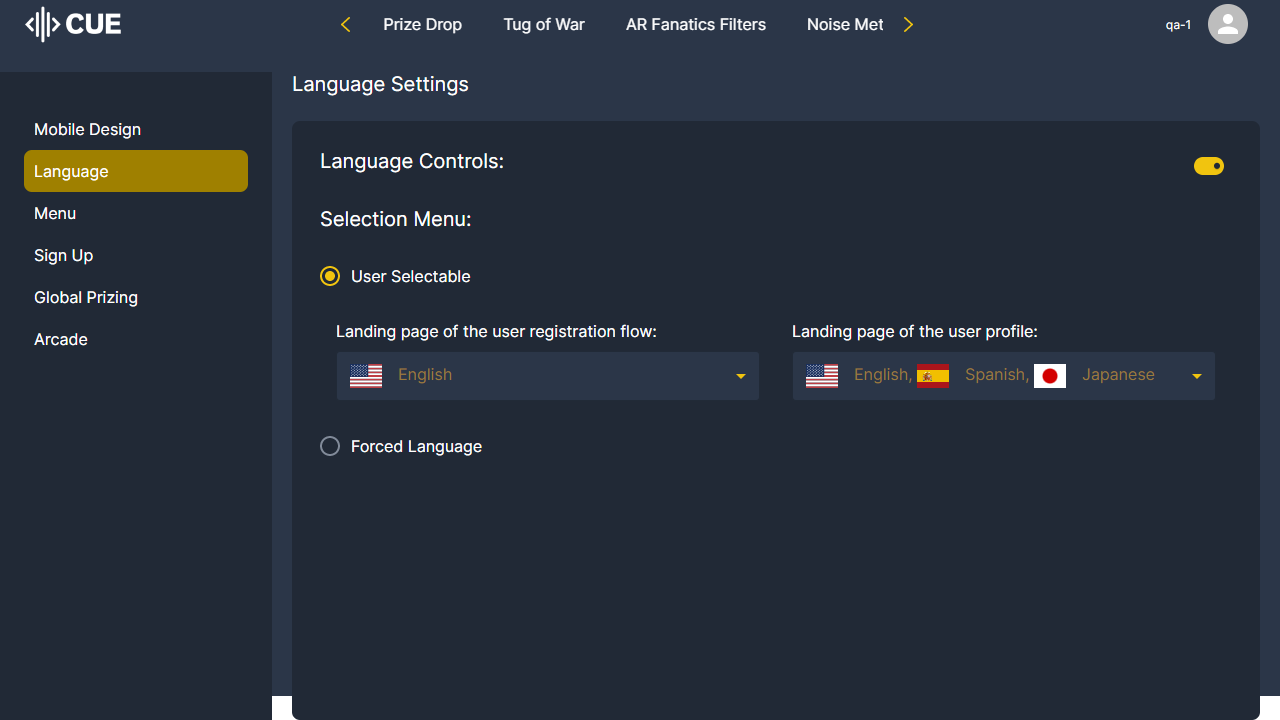 CUE
Prize Drop
Tug of War
AR Fanatics Filters
Noise Met
qa-1
Mobile Design
Language
Menu
Sign Up
Global Prizing
Arcade
Language Settings
Language Controls:
Selection Menu:
User Selectable
Landing page of the user registration flow:
English
Landing page of the user profile:
English, Spanish, Japanese
Forced Language